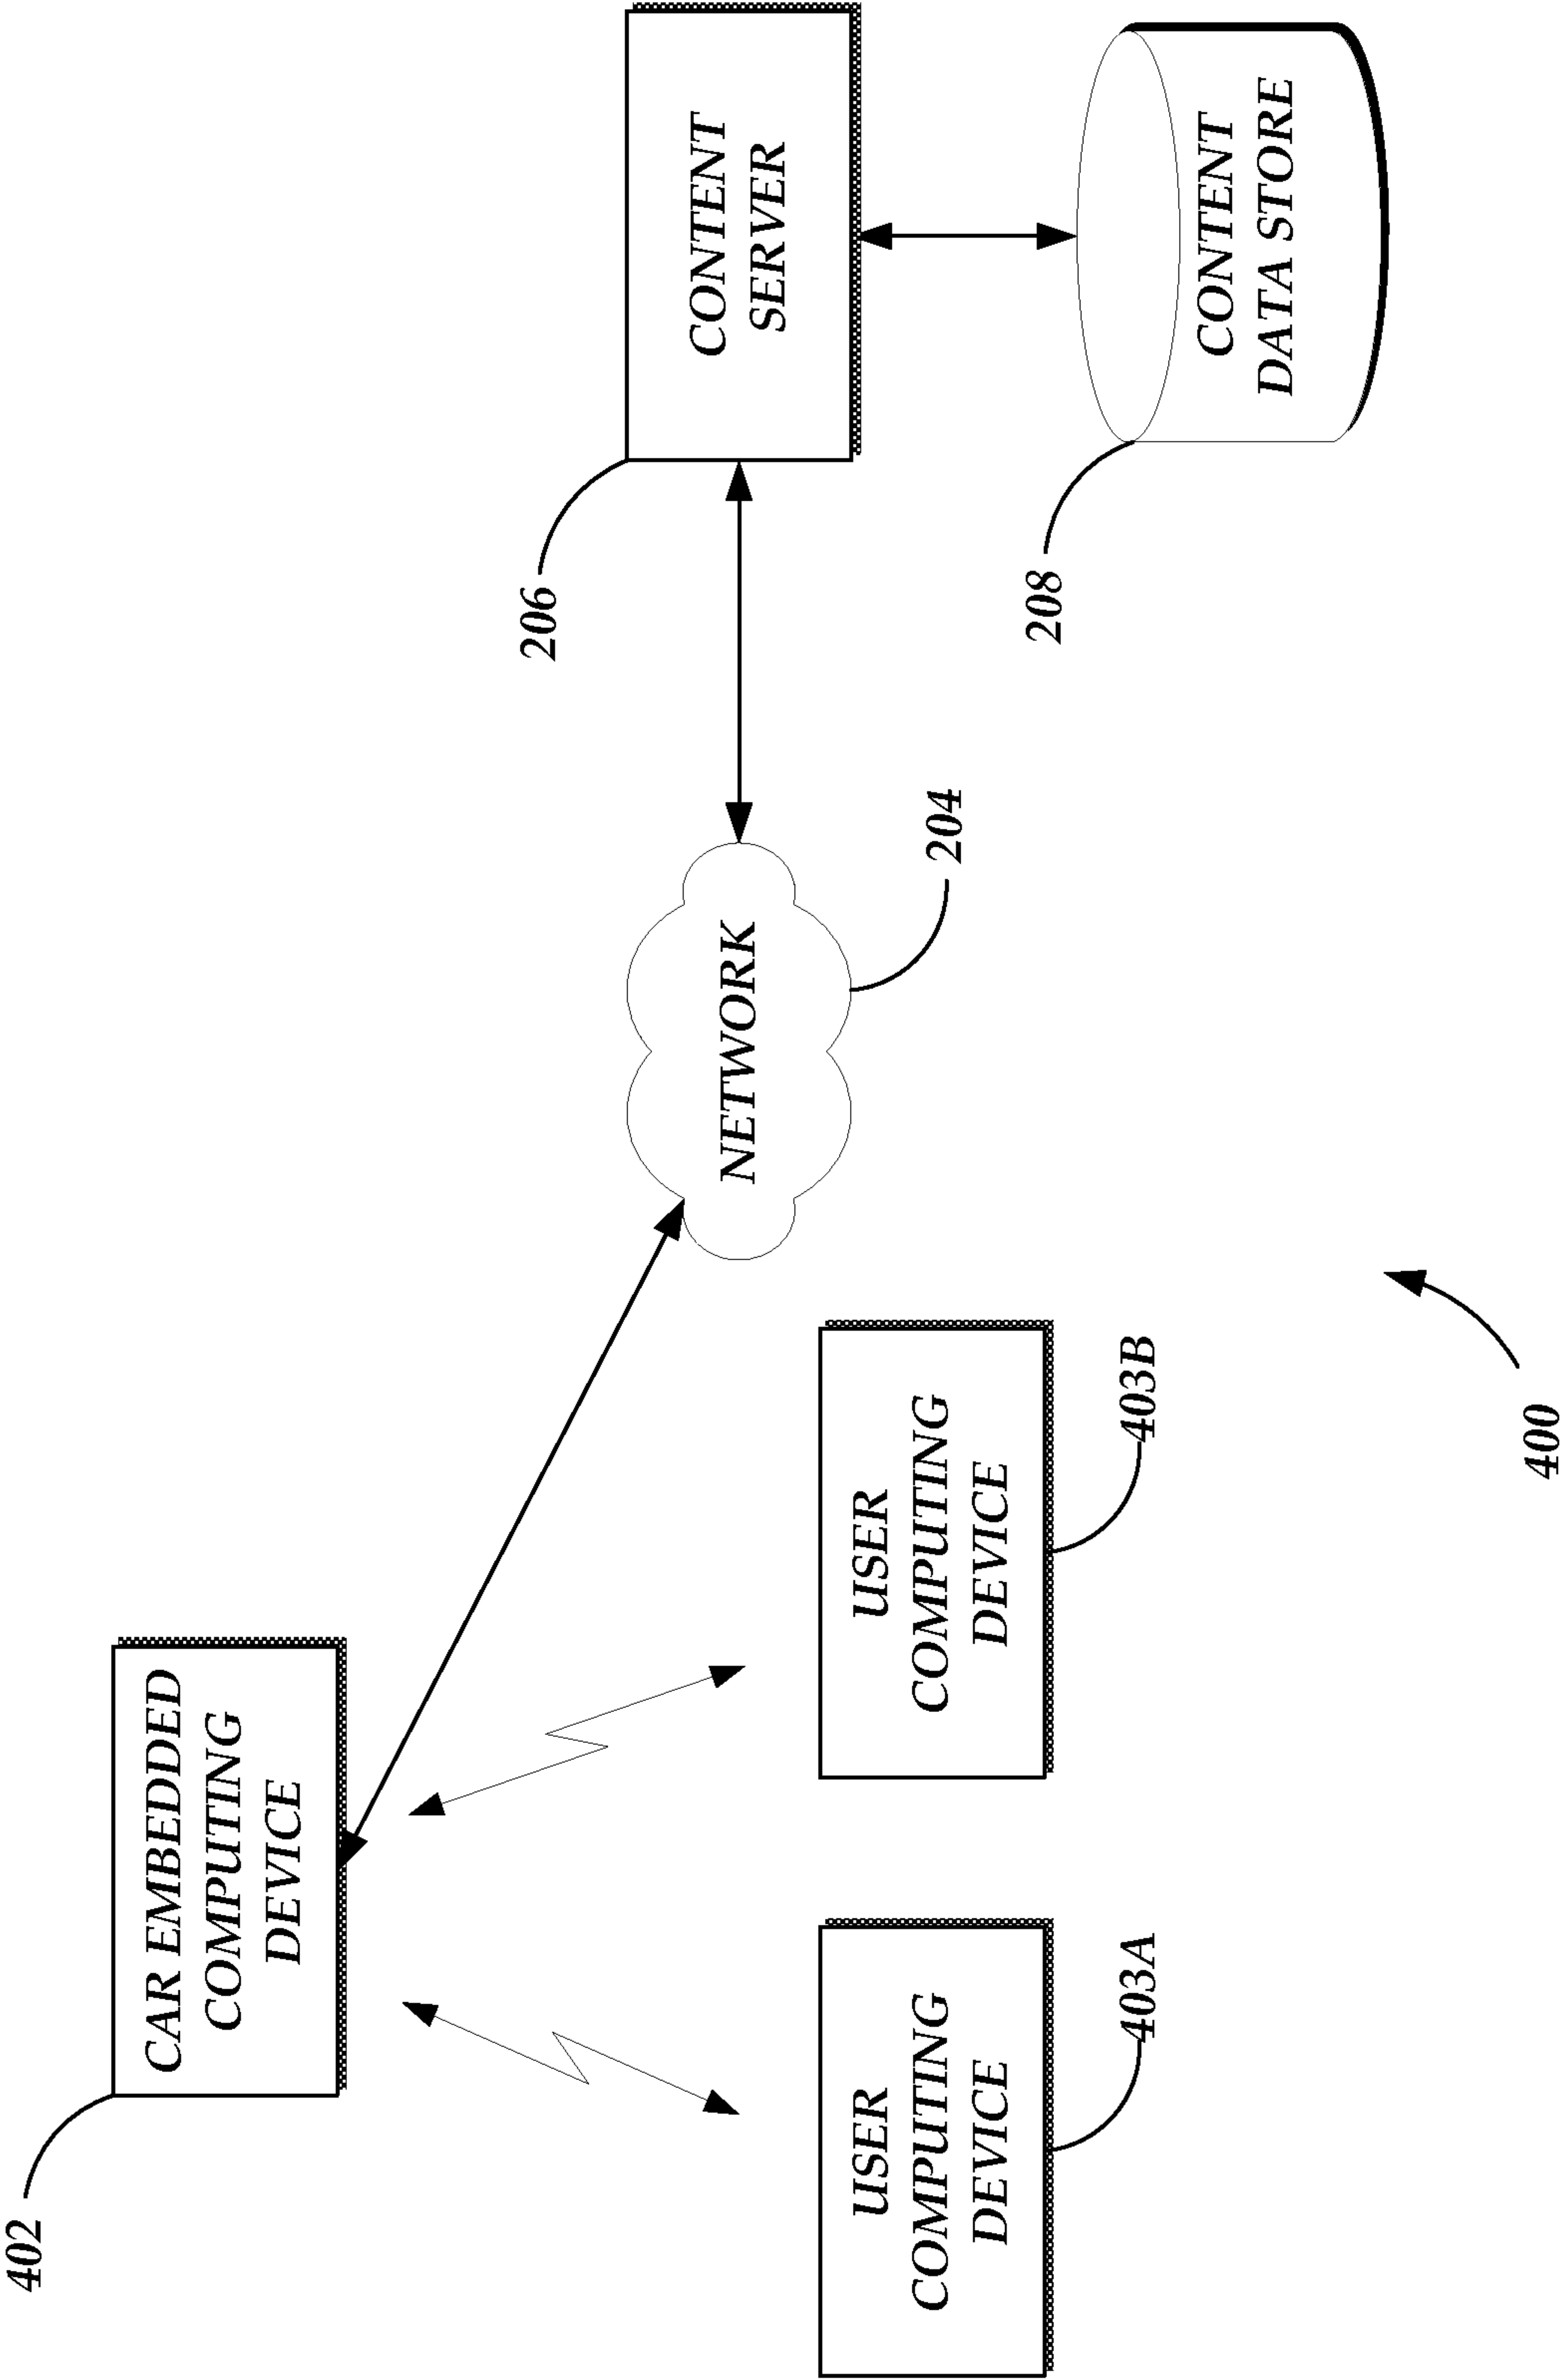 402
CAR EMBEDDED
COMPUTING
DEVICE
206
CONTENT
SERVER
NETWORK
204
USER
COMPUTING
DEVICE
403A
USER
COMPUTING
DEVICE
403B
208
CONTENT
DATA STORE
400